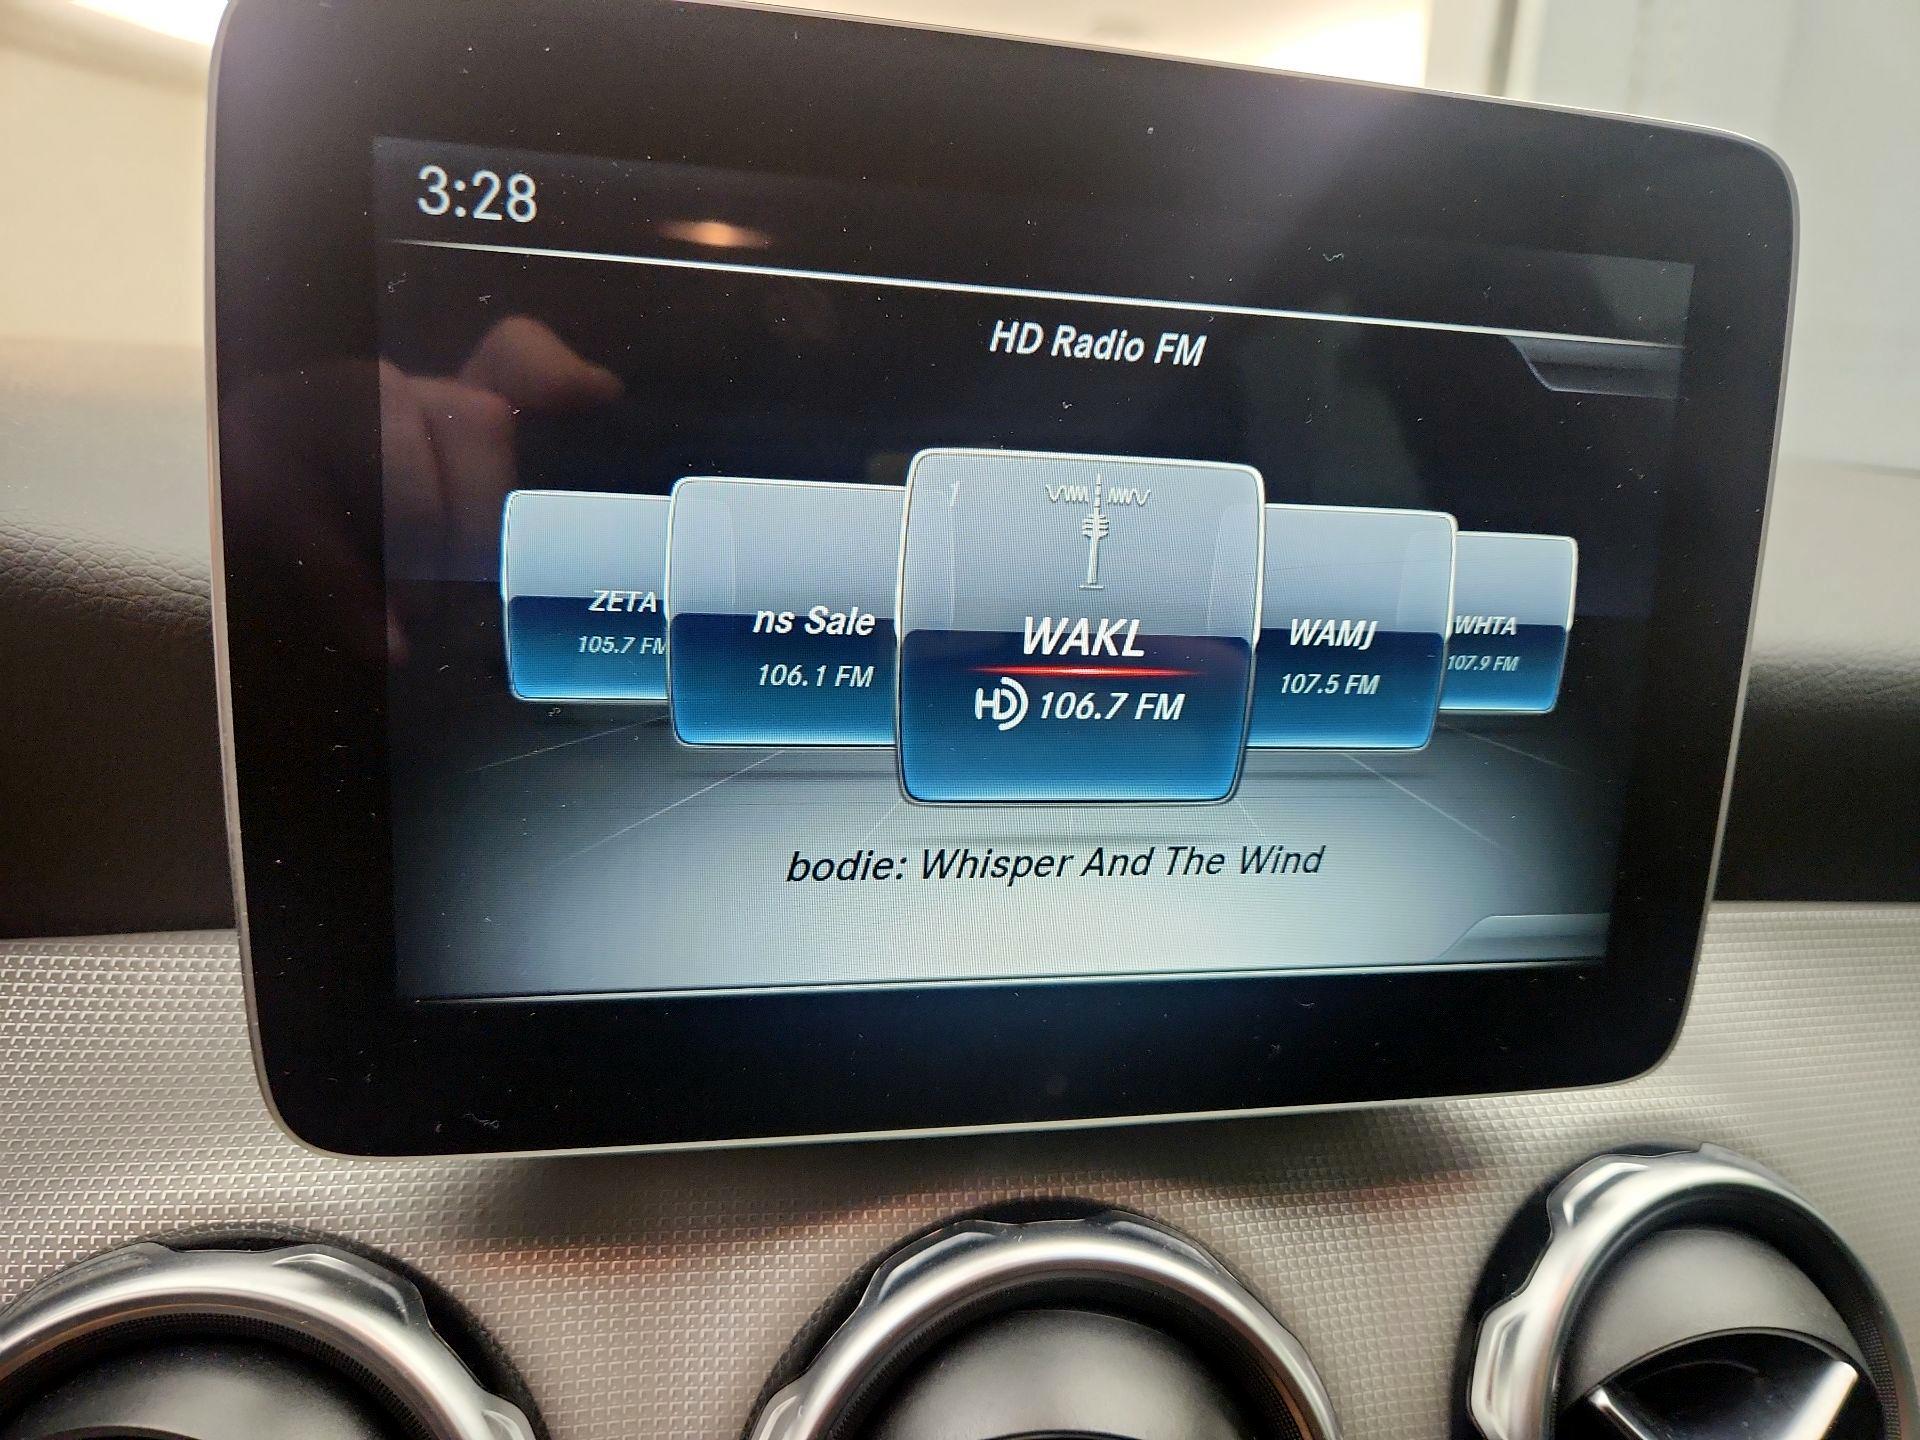 3:28
HD Radio FM
ZETA
105.7 FM
ns Sale
106.1 FM
WAKL
HD 106.7 FM
WAMJ
107.5 FM
WHTA
107.9 FM
bodie: Whisper And The Wind